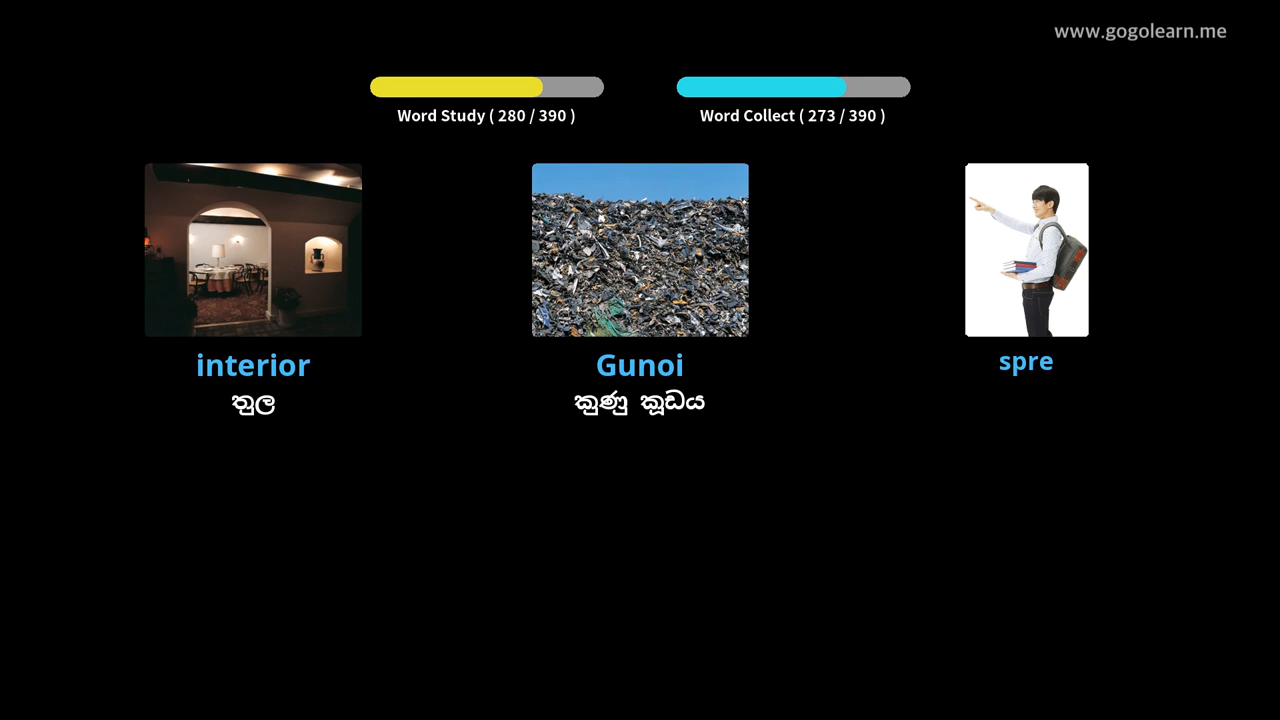 www.gogolearn.me
Word Study ( 280 / 390 )
Word Collect ( 273 / 390 )
interior
Gunoi
spre
තුල
කුණු කූඩය